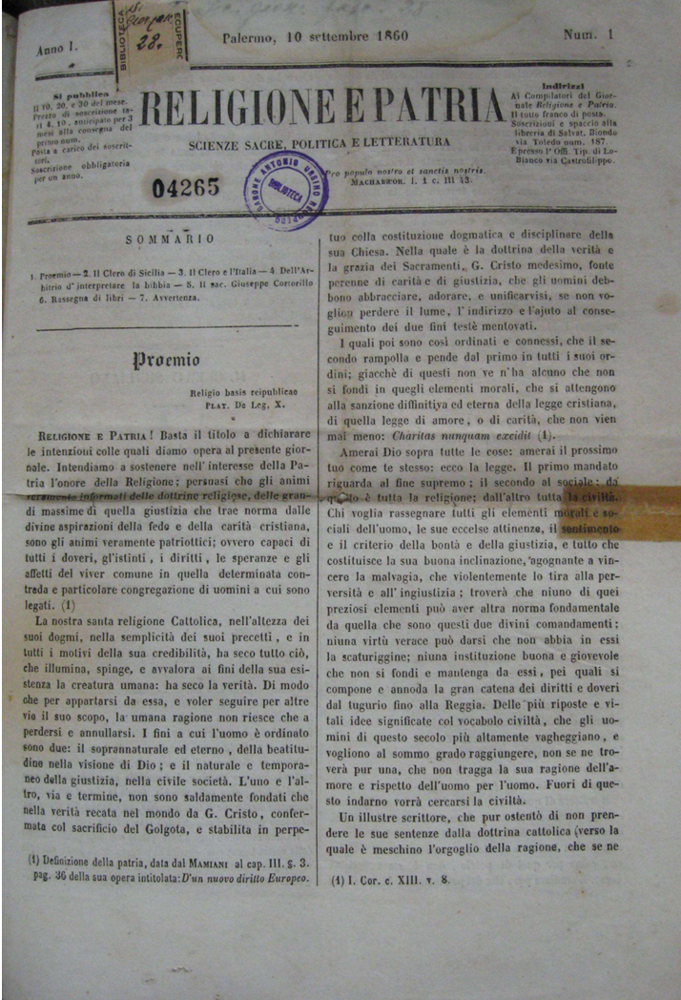 BIBLIOTECA
28.
ECUPERO
Anno I.
Palermo, 10 settembre 1860
Num. 1
Si pubblica
Il 10, 20, e 30 del mese.
Prezzo di soscrizione ta-
rì 4. 10, anticipato per 3
mesi alla consegna del
primo num.
Posta a carico dei soscrit-
tori.
Soscrizione obbligatoria
per un anno.
RELIGIONE E PATRIA
SCIENZE SACRE, POLITICA E LETTERATURA
Indirizzi
Ai Compilatori del Gior-
nale Religione e Patria.
Il tutto franco di posta.
Soscrizioni e spaccio alla
libreria di Salvat. Biondo
via Toledo num. 187
E presso l'Offi. Tip. di Lo-
Bianco via Castrofilippo.
04265
BARONE ANTONIO URSINO RECUPERO
BIBLIOTECA
Pro populo nostro et sanctis nostris.
MACHABEOR. l. 1 c. III 43.
SOMMARIO
1. Proemio — 2. Il Clero di Sicilia — 3. Il Clero e l'Italia — 4. Dell'Ar-
bitrio d'interpretare la bibbia — 5. Il sac. Giuseppe Cortorillo
6. Rassegna di libri — 7. Avvertenza.
Proemio
Religio basis reipublicae
PLAT. De Leg, X.
RELIGIONE E PATRIA! Basta il titolo a dichiarare
le intenzioni colle quali diamo opera al presente gior-
nale. Intendiamo a sostenere nell'interesse della Pa-
tria l'onore della Religione; persuasi che gli animi
veramente informati delle dottrine religiose, delle gran-
di massime di quella giustizia che trae norma dalle
divine aspirazioni della fede e della carità cristiana,
sono gli animi veramente patriottici; ovvero capaci di
tutti i doveri, gl'istinti, i diritti, le speranze e gli
affetti del viver comune in quella determinata con-
trada e particolare congregazione di uomini a cui sono
legati. (1)
La nostra santa religione Cattolica, nell'altezza dei
suoi dogmi, nella semplicità dei suoi precetti, e in
tutti i motivi della sua credibilità, ha seco tutto ciò,
che illumina, spinge, e avvalora ai fini della sua esi-
stenza la creatura umana: ha seco la verità. Di modo
che per appartarsi da essa, e voler seguire per altre
vie il suo scopo, la umana ragione non riesce che a
perdersi e annullarsi. I fini a cui l'uomo è ordinato
sono due: il soprannaturale ed eterno, della beatitu-
dine nella visione di Dio; e il naturale e tempora-
neo della giustizia, nella civile società. L'uno e l'al-
tro, via e termine, non sono saldamente fondati che
nella verità recata nel mondo da G. Cristo, confer-
mata col sacrificio del Golgota, e stabilita in perpe-
(1) Definizione della patria, data dal MAMIANI al cap. III. §. 3.
pag. 36 della sua opera intitolata: D'un nuovo diritto Europeo.
tuo colla costituzione dogmatica e disciplinare della
sua Chiesa. Nella quale è la dottrina della verità e
la grazia dei Sacramenti, G. Cristo medesimo, fonte
perenne di carità e di giustizia, che gli uomini deb-
bono abbracciare, adorare, e unificarvisi, se non vo-
glion perdere il lume, l'indirizzo e l'ajuto al conse-
guimento dei due fini testè mentovati.
I quali poi sono così ordinati e connessi, che il se-
condo rampolla e pende dal primo in tutti i suoi or-
dini; giacchè di questi non ve n'ha alcuno che non
si fondi in quegli elementi morali, che si attengono
alla sanzione diffinitiva ed eterna della legge cristiana,
di quella legge di amore, o di carità, che non vien
mai meno: Charitas nunquam excidit (1).
Amerai Dio sopra tutte le cose: amerai il prossimo
tuo come te stesso: ecco la legge. Il primo mandato
riguarda al fine supremo; il secondo al sociale: da
questo è tutta la religione; dall'altro tutta la civiltà.
Chi voglia rassegnare tutti gli elementi morali e so-
ciali dell'uomo, le sue eccelse attinenze, il sentimento
e il criterio della bontà e della giustizia, e tutto che
costituisce la sua buona inclinazione, agognante a vin-
cere la malvagia, che violentemente lo tira alla per-
versità e all'ingiustizia; troverà che niuno di quei
preziosi elementi può aver altra norma fondamentale
da quella che sono questi due divini comandamenti:
niuna virtù verace può darsi che non abbia in essi
la scaturiggine; niuna instituzione buona e giovevole
che non si fondi e mantenga da essi, pei quali si
compone e annoda la gran catena dei diritti e doveri
dal tugurio fino alla Reggia. Delle più riposte e vi-
tali idee significate col vocabolo civiltà, che gli uo-
mini di questo secolo più altamente vagheggiano, e
vogliono al sommo grado raggiungere, non se ne tro-
verà pur una, che non tragga la sua ragione dell'a-
more e rispetto dell'uomo per l'uomo. Fuori di que-
sto indarno vorrà cercarsi la civiltà.
Un illustre scrittore, che pur ostentò di non pren-
dere le sue sentenze dalla dottrina cattolica (verso la
quale è meschino l'orgoglio della ragione, che se ne
(1) I. Cor. c. XIII. v. 8.